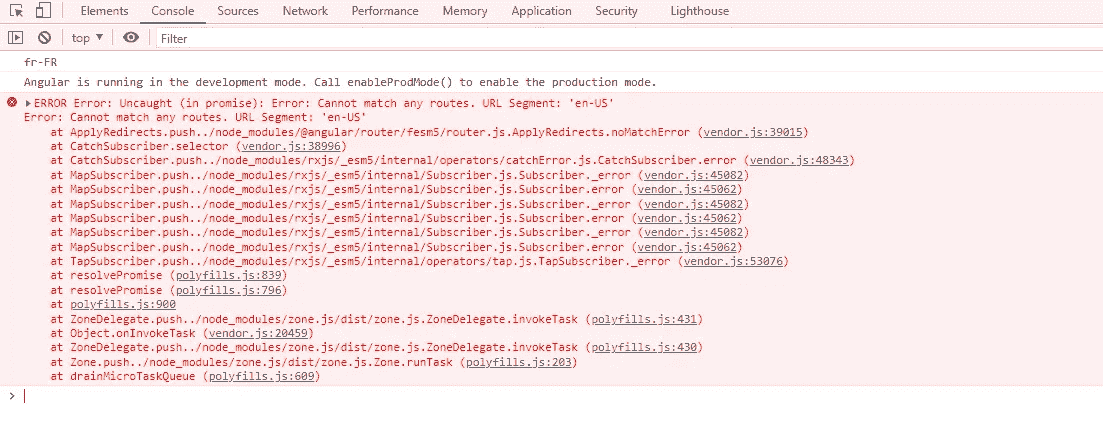 Elements Console Sources Network Performance Memory Application Security Lighthouse
top ▼ Filter
fr-FR
Angular is running in the development mode. Call enableProdMode() to enable the production mode.
▶ERROR Error: Uncaught (in promise): Error: Cannot match any routes. URL Segment: 'en-US'
Error: Cannot match any routes. URL Segment: 'en-US'
at ApplyRedirects.push../node_modules/@angular/router/fesm5/router.js.ApplyRedirects.noMatchError (vendor.js:39015)
at CatchSubscriber.selector (vendor.js:38996)
at CatchSubscriber.push../node_modules/rxjs/_esm5/internal/operators/catchError.js.CatchSubscriber.error (vendor.js:48343)
at MapSubscriber.push../node_modules/rxjs/_esm5/internal/Subscriber.js.Subscriber._error (vendor.js:45082)
at MapSubscriber.push../node_modules/rxjs/_esm5/internal/Subscriber.js.Subscriber.error (vendor.js:45062)
at MapSubscriber.push../node_modules/rxjs/_esm5/internal/Subscriber.js.Subscriber._error (vendor.js:45082)
at MapSubscriber.push../node_modules/rxjs/_esm5/internal/Subscriber.js.Subscriber.error (vendor.js:45062)
at MapSubscriber.push../node_modules/rxjs/_esm5/internal/Subscriber.js.Subscriber._error (vendor.js:45082)
at MapSubscriber.push../node_modules/rxjs/_esm5/internal/Subscriber.js.Subscriber.error (vendor.js:45062)
at TapSubscriber.push../node_modules/rxjs/_esm5/internal/operators/tap.js.TapSubscriber._error (vendor.js:53076)
at resolvePromise (polyfills.js:839)
at resolvePromise (polyfills.js:796)
at polyfills.js:900
at ZoneDelegate.push../node_modules/zone.js/dist/zone.js.ZoneDelegate.invokeTask (polyfills.js:431)
at Object.onInvokeTask (vendor.js:20459)
at ZoneDelegate.push../node_modules/zone.js/dist/zone.js.ZoneDelegate.invokeTask (polyfills.js:430)
at Zone.push../node_modules/zone.js/dist/zone.js.Zone.runTask (polyfills.js:203)
at drainMicroTaskQueue (polyfills.js:609)
>